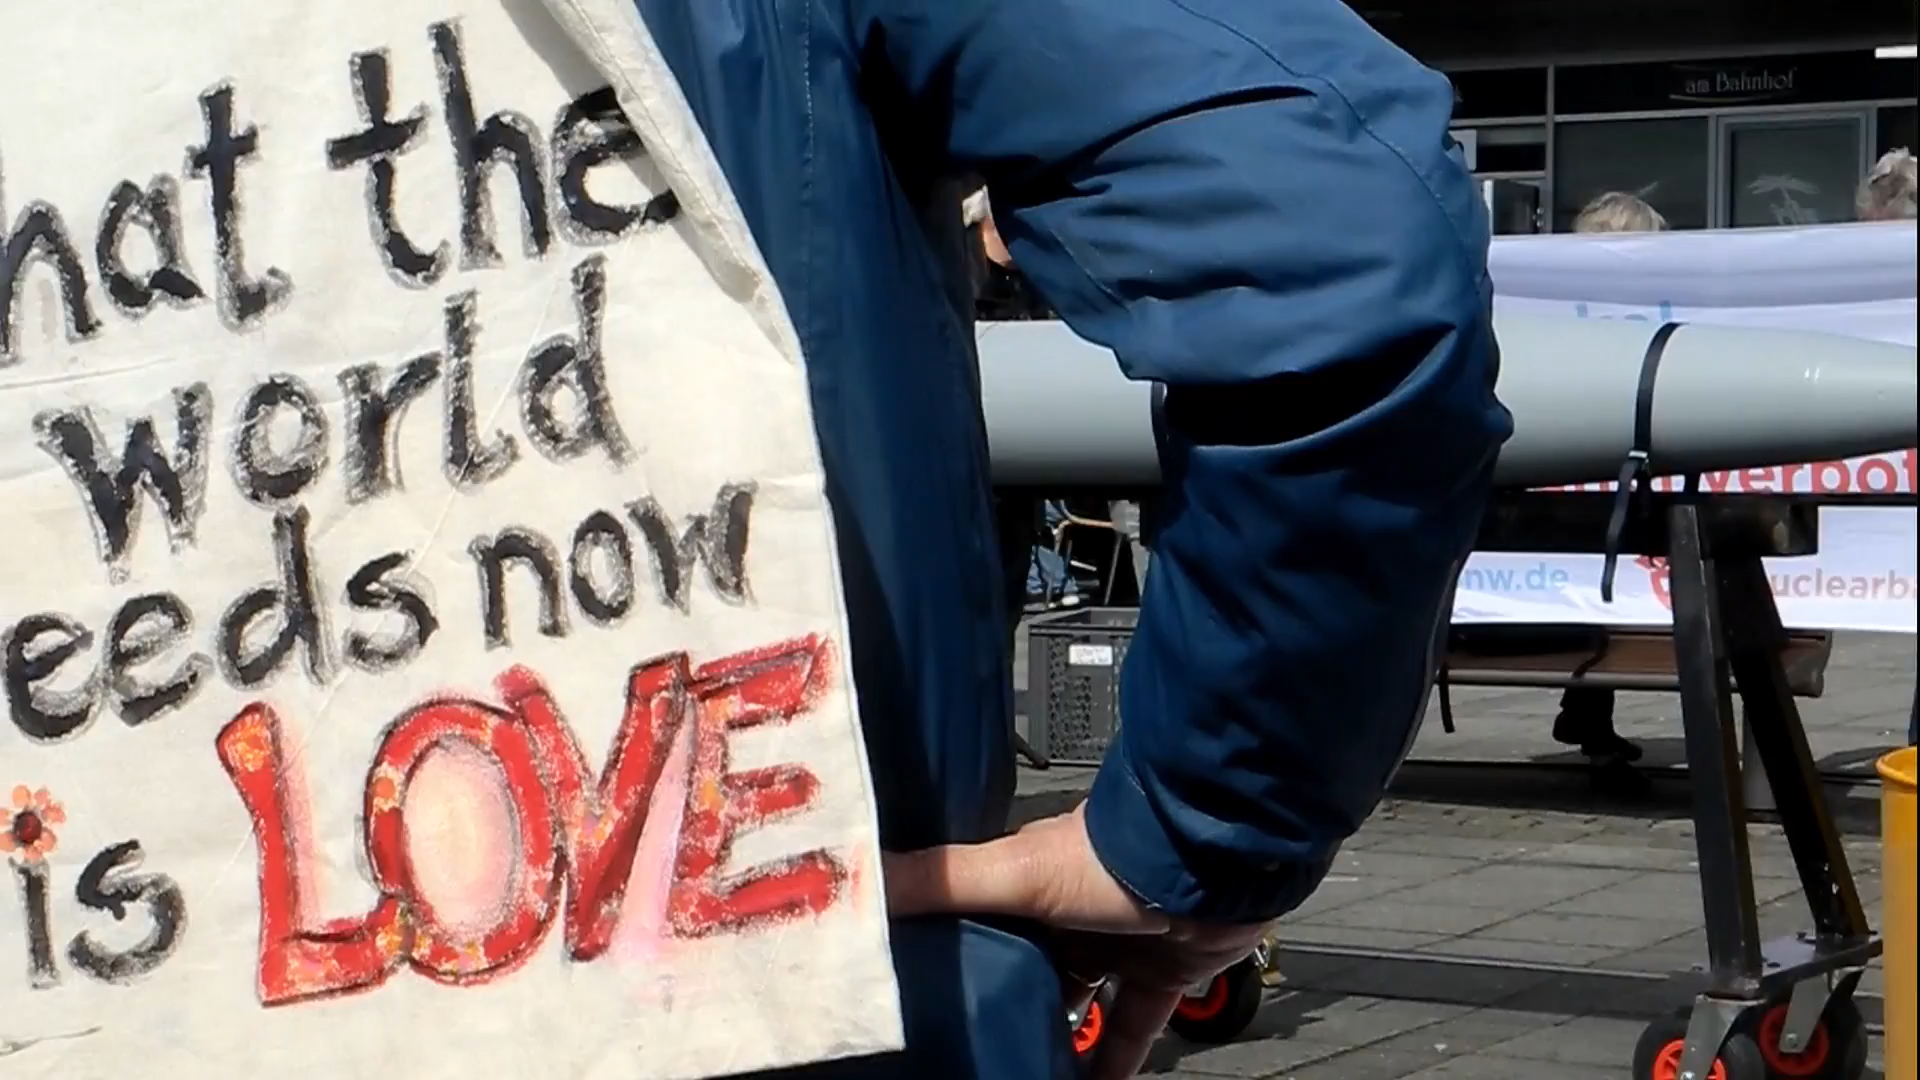 hat the
world
eeds now
is LOVE
am Bahnhof
verbot
nw.de
uclearb